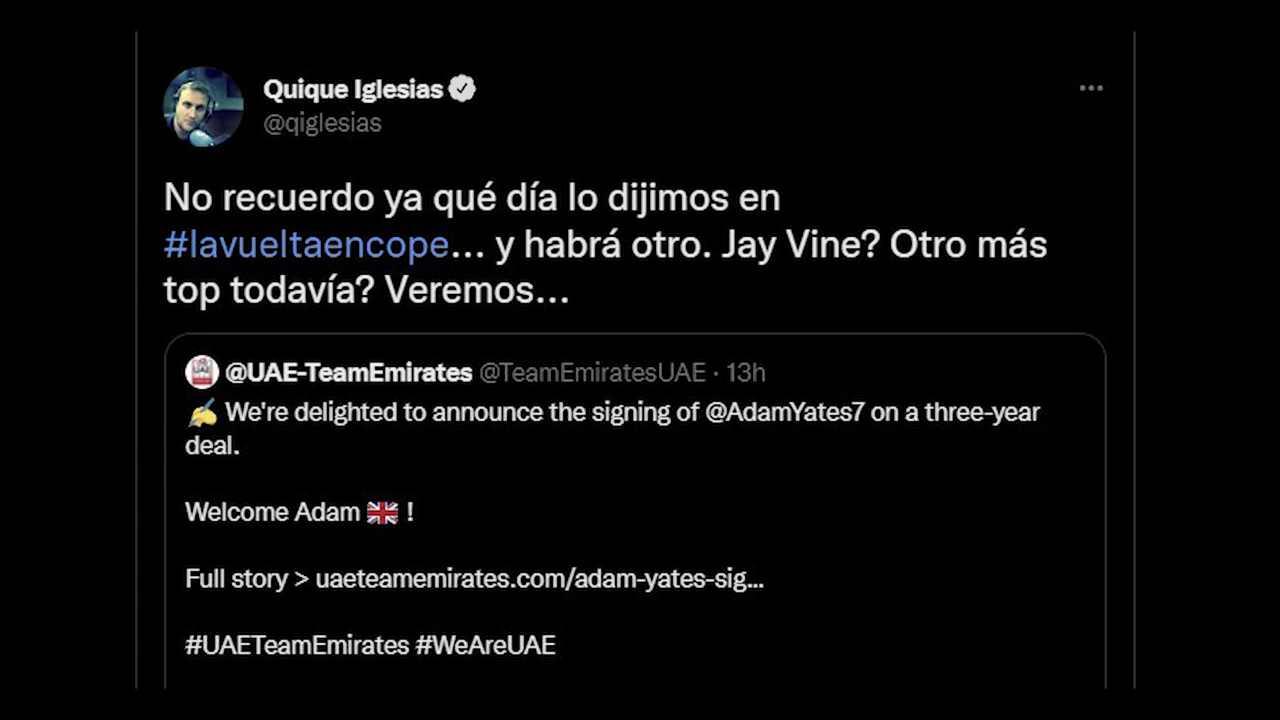 Quique Iglesias
@qiglesias
No recuerdo ya qué día lo dijimos en
#lavueltaencope... y habrá otro. Jay Vine? Otro más
top todavía? Veremos...
@UAE-TeamEmirates @TeamEmiratesUAE · 13h
✍️ We're delighted to announce the signing of @AdamYates7 on a three-year
deal.
Welcome Adam 🇬🇧 !
Full story > uaeteamemirates.com/adam-yates-sig...
#UAETeamEmirates #WeAreUAE